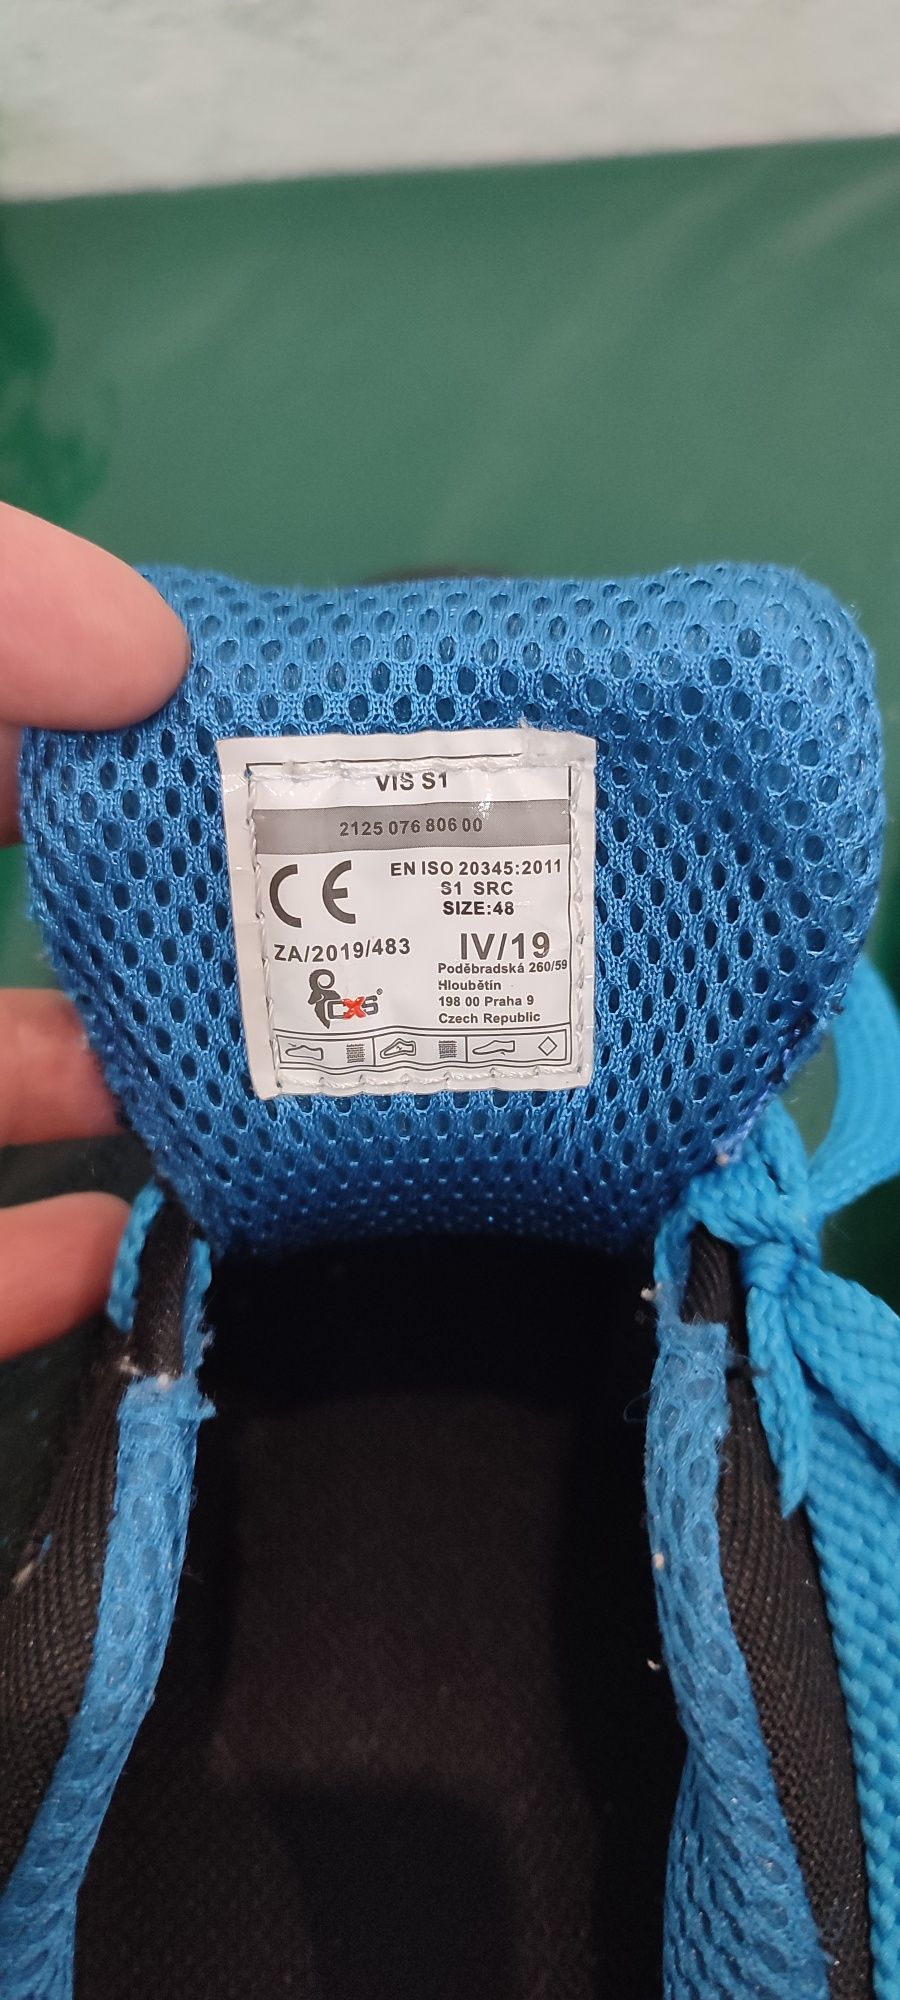 VIS S1
2125 076 806 00
CE
EN ISO 20345:2011
S1 SRC
SIZE:48
ZA/2019/483
IV/19
Poděbradská 260/59
Hloubětín
198 00 Praha 9
Czech Republic
CXS®